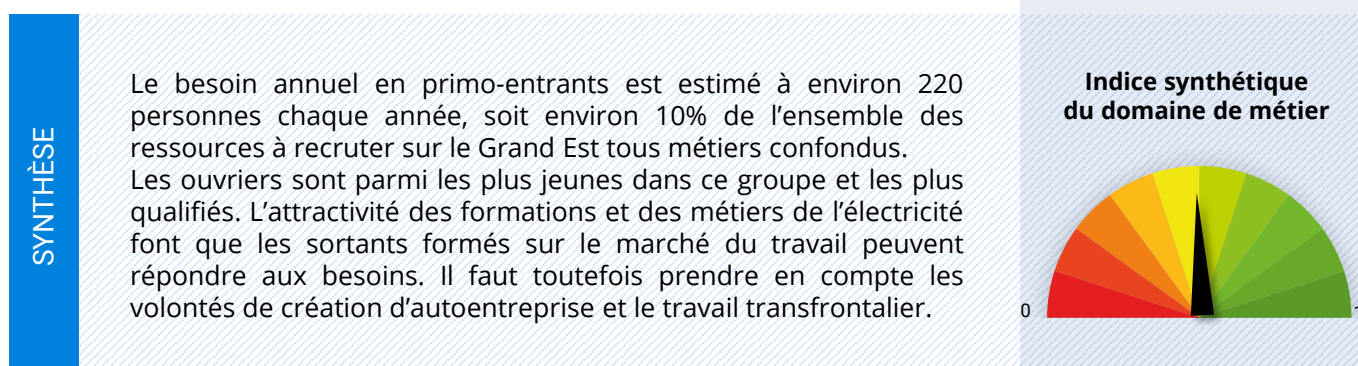 SYNTHÈSE
Le besoin annuel en primo-entrants est estimé à environ 220
personnes chaque année, soit environ 10% de l’ensemble des
ressources à recruter sur le Grand Est tous métiers confondus.
Les ouvriers sont parmi les plus jeunes dans ce groupe et les plus
qualifiés. L’attractivité des formations et des métiers de l’électricité
font que les sortants formés sur le marché du travail peuvent
répondre aux besoins. Il faut toutefois prendre en compte les
volontés de création d’autoentreprise et le travail transfrontalier.
Indice synthétique
du domaine de métier
0